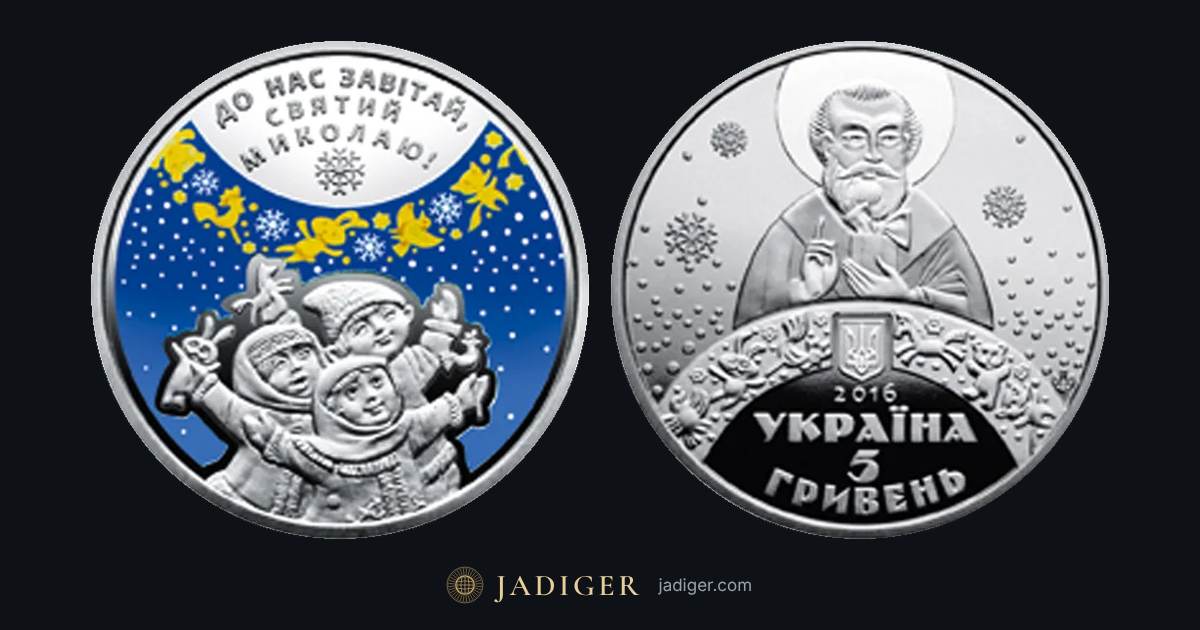 ДО НАС ЗАВІТАЙ,
СВЯТИЙ
МИКОЛАЮ!
2016
УКРАЇНА
5
ГРИВЕНЬ
JADIGER
jadiger.com